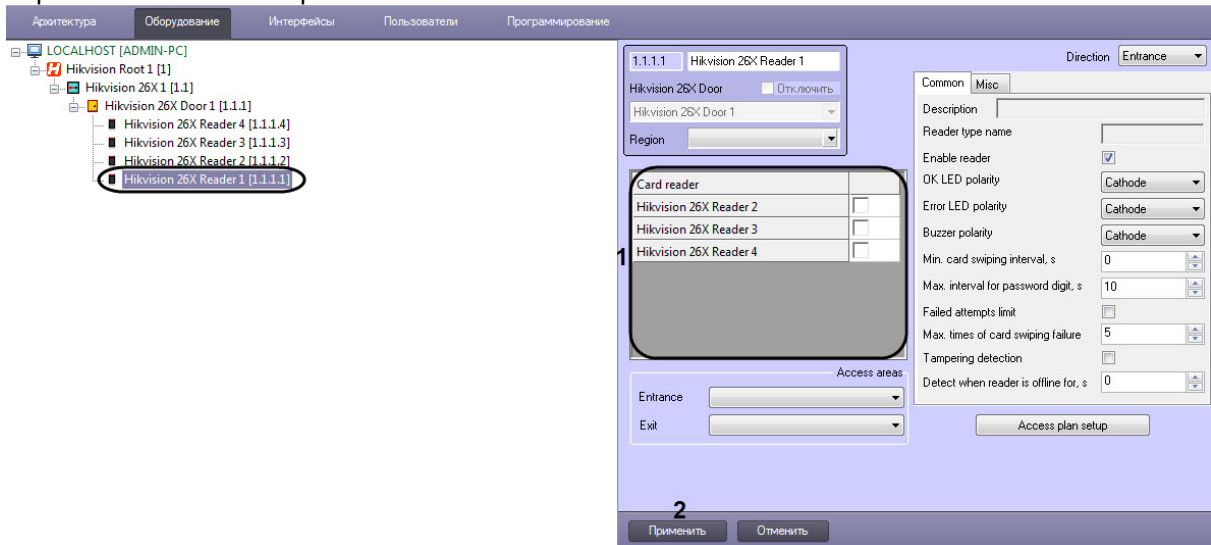 Архитектура
Оборудование
Интерфейсы
Пользователи
Программирование
LOCALHOST [ADMIN-PC]
Hikvision Root 1 [1]
Hikvision 26X 1 [1.1]
Hikvision 26X Door 1 [1.1.1]
Hikvision 26X Reader 4 [1.1.1.4]
Hikvision 26X Reader 3 [1.1.1.3]
Hikvision 26X Reader 2 [1.1.1.2]
Hikvision 26X Reader 1 [1.1.1.1]
1.1.1.1 Hikvision 26X Reader 1
Hikvision 26X Door Отключить
Hikvision 26X Door 1
Region
1
Card reader
Hikvision 26X Reader 2
Hikvision 26X Reader 3
Hikvision 26X Reader 4
Access areas
Entrance
Exit
Direction Entrance
Common Misc
Description
Reader type name
Enable reader
OK LED polarity Cathode
Error LED polarity Cathode
Buzzer polarity Cathode
Min. card swiping interval, s 0
Max. interval for password digit, s 10
Failed attempts limit
Max. times of card swiping failure 5
Tampering detection
Detect when reader is offline for, s 0
Access plan setup
2
Применить Отменить